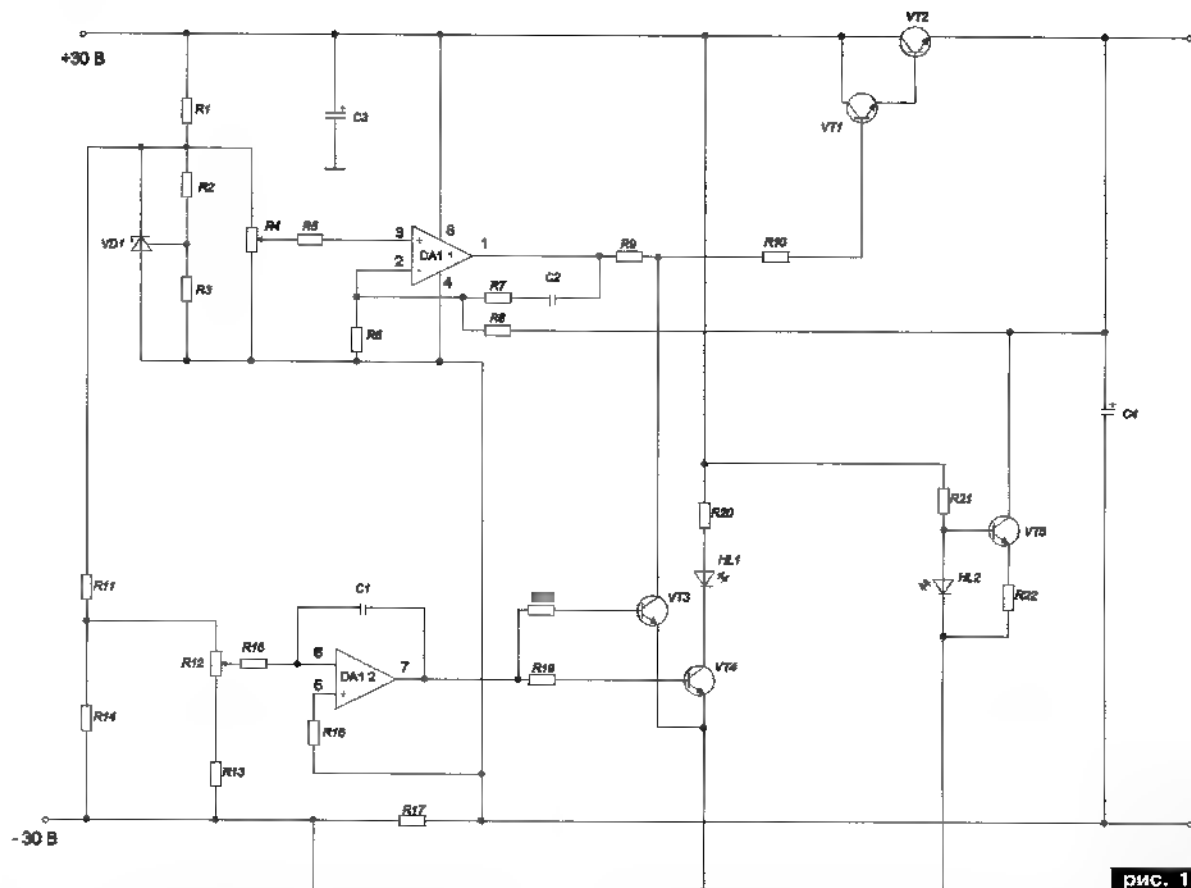 VT2
+30 В
R1
C3
VT1
R2
R4
R5
3
8
1
R9
R10
VD1
DA1 1
2
4
C2
R7
R3
R8
R6
C4
R21
R20
VT5
HL1
HL2
R22
R11
C1
VT3
R12
R16
6
DA1 2
7
R19
VT4
5
R14
R13
R17
- 30 В
рис. 1